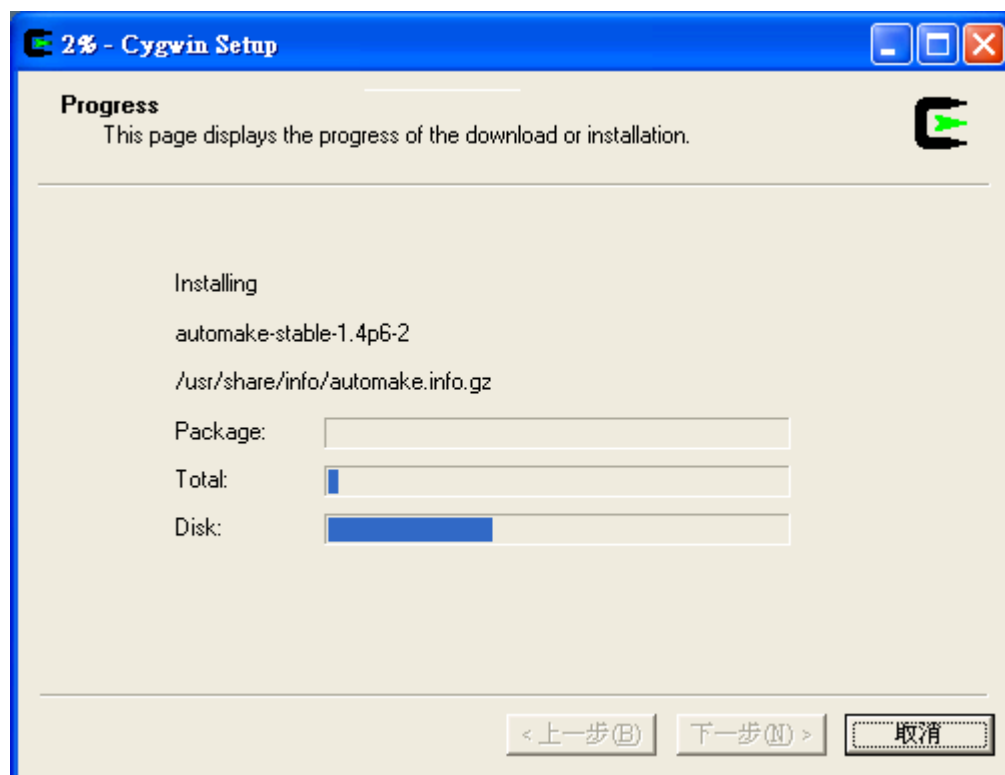 2% - Cygwin Setup
Progress
This page displays the progress of the download or installation.
Installing
automake-stable-1.4p6-2
/usr/share/info/automake.info.gz
Package:
Total:
Disk:
< 上一步(B) 下一步(N) > 取消